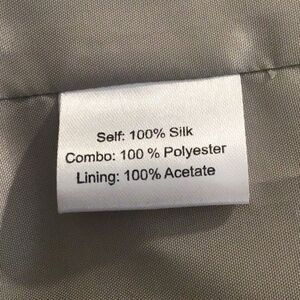 Self: 100% Silk
Combo: 100 % Polyester
Lining: 100% Acetate